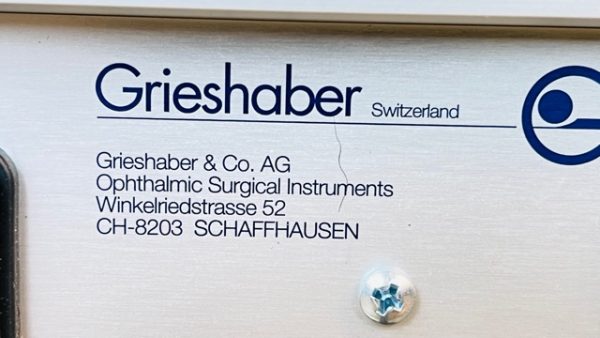 Grieshaber Switzerland
Grieshaber & Co. AG
Ophthalmic Surgical Instruments
Winkelriedstrasse 52
CH-8203 SCHAFFHAUSEN